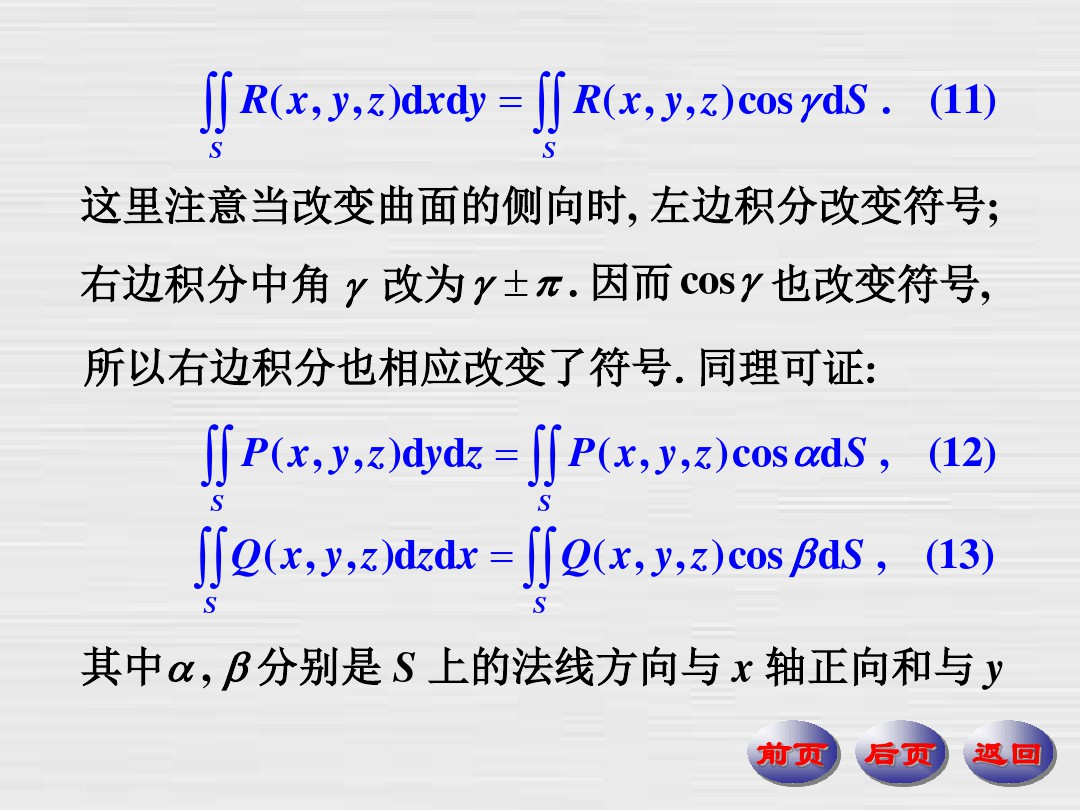 ∬_S R(x, y, z)dxdy = ∬_S R(x, y, z)cos γdS . (11)
这里注意当改变曲面的侧向时, 左边积分改变符号;
右边积分中角 γ 改为 γ ± π . 因而 cos γ 也改变符号,
所以右边积分也相应改变了符号. 同理可证:
∬_S P(x, y, z)dydz = ∬_S P(x, y, z)cos αdS , (12)
∬_S Q(x, y, z)dzdx = ∬_S Q(x, y, z)cos βdS , (13)
其中α , β 分别是 S 上的法线方向与 x 轴正向和与 y
前页 后页 返回